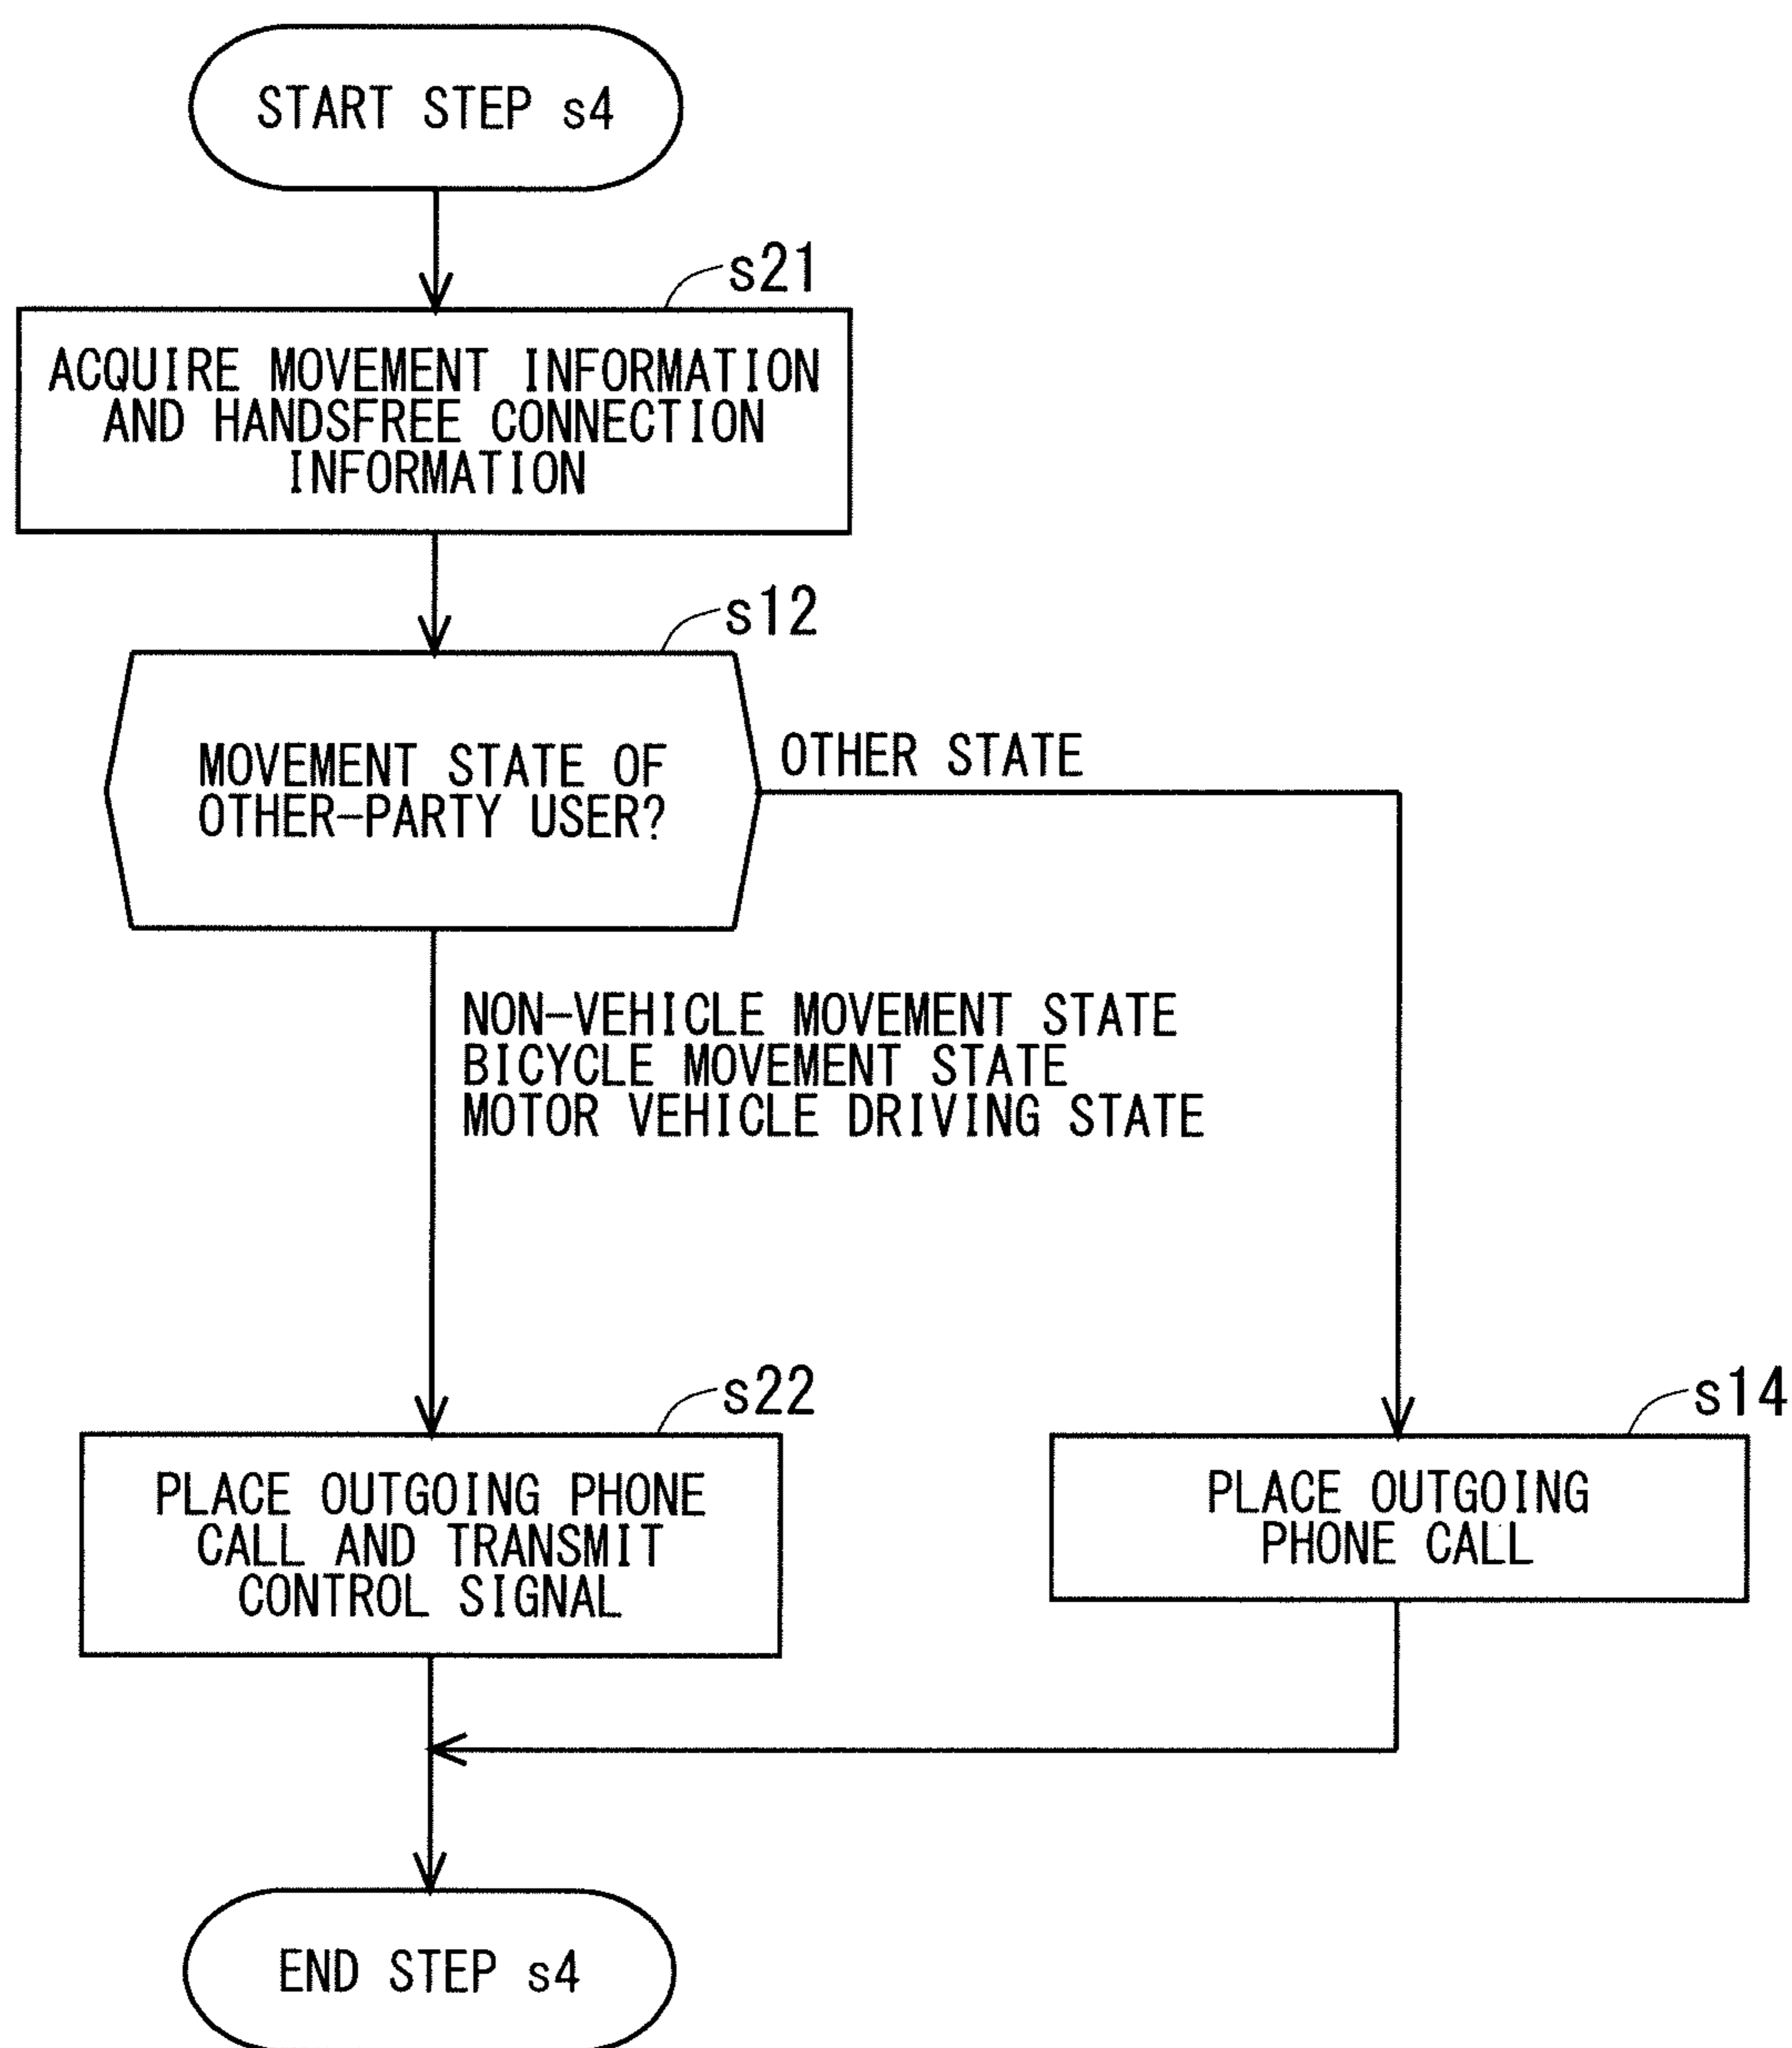 START STEP s4
s21
ACQUIRE MOVEMENT INFORMATION
AND HANDSFREE CONNECTION
INFORMATION
s12
MOVEMENT STATE OF
OTHER-PARTY USER?
OTHER STATE
NON-VEHICLE MOVEMENT STATE
BICYCLE MOVEMENT STATE
MOTOR VEHICLE DRIVING STATE
s22
PLACE OUTGOING PHONE
CALL AND TRANSMIT
CONTROL SIGNAL
s14
PLACE OUTGOING
PHONE CALL
END STEP s4